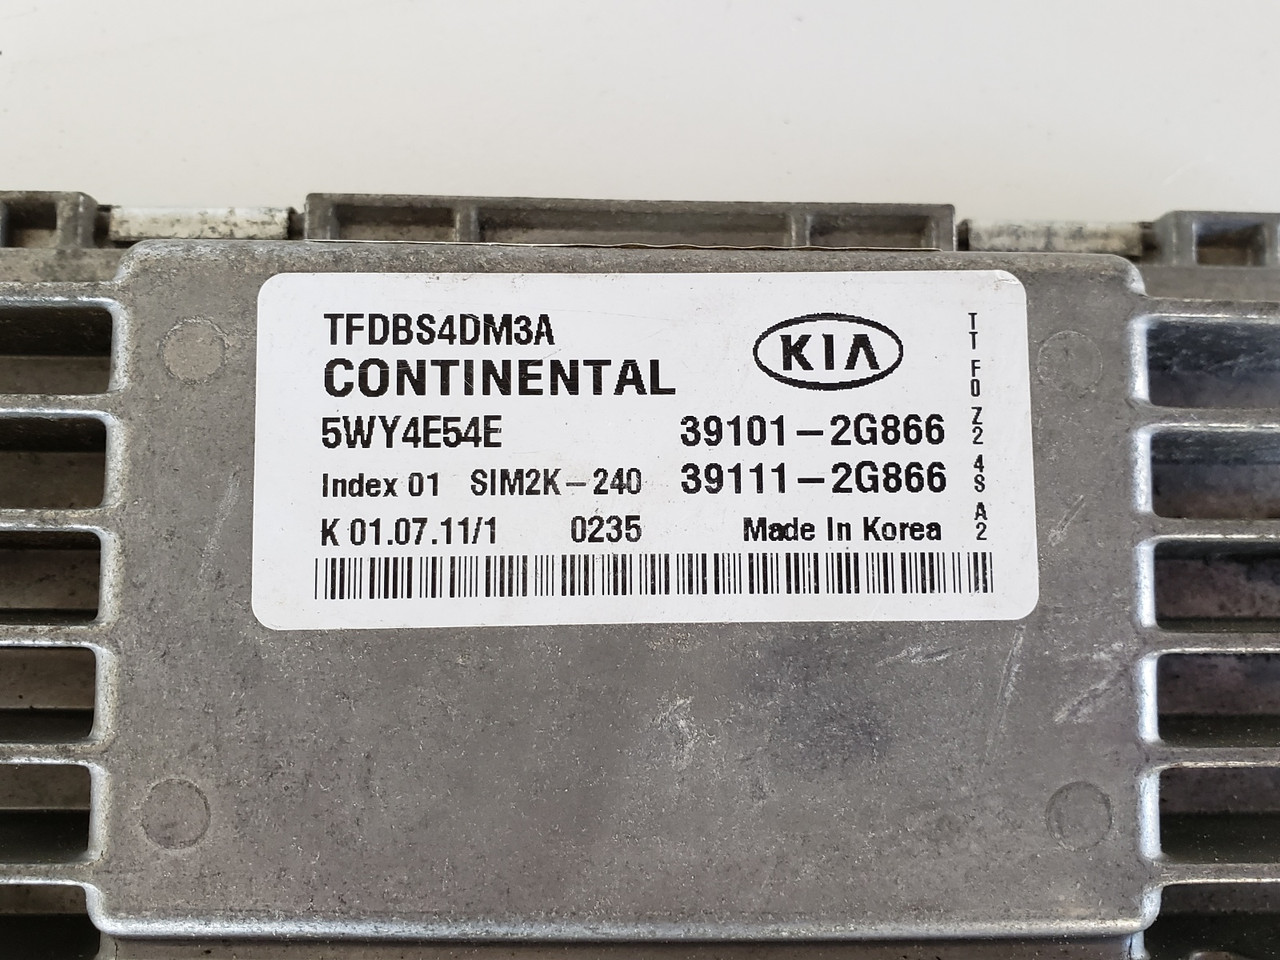 TFDBS4DM3A
CONTINENTAL
KIA
5WY4E54E 39101-2G866
Index 01 SIM2K-240 39111-2G866
K 01.07.11/1 0235 Made In Korea
TT F0 Z2 4S A2